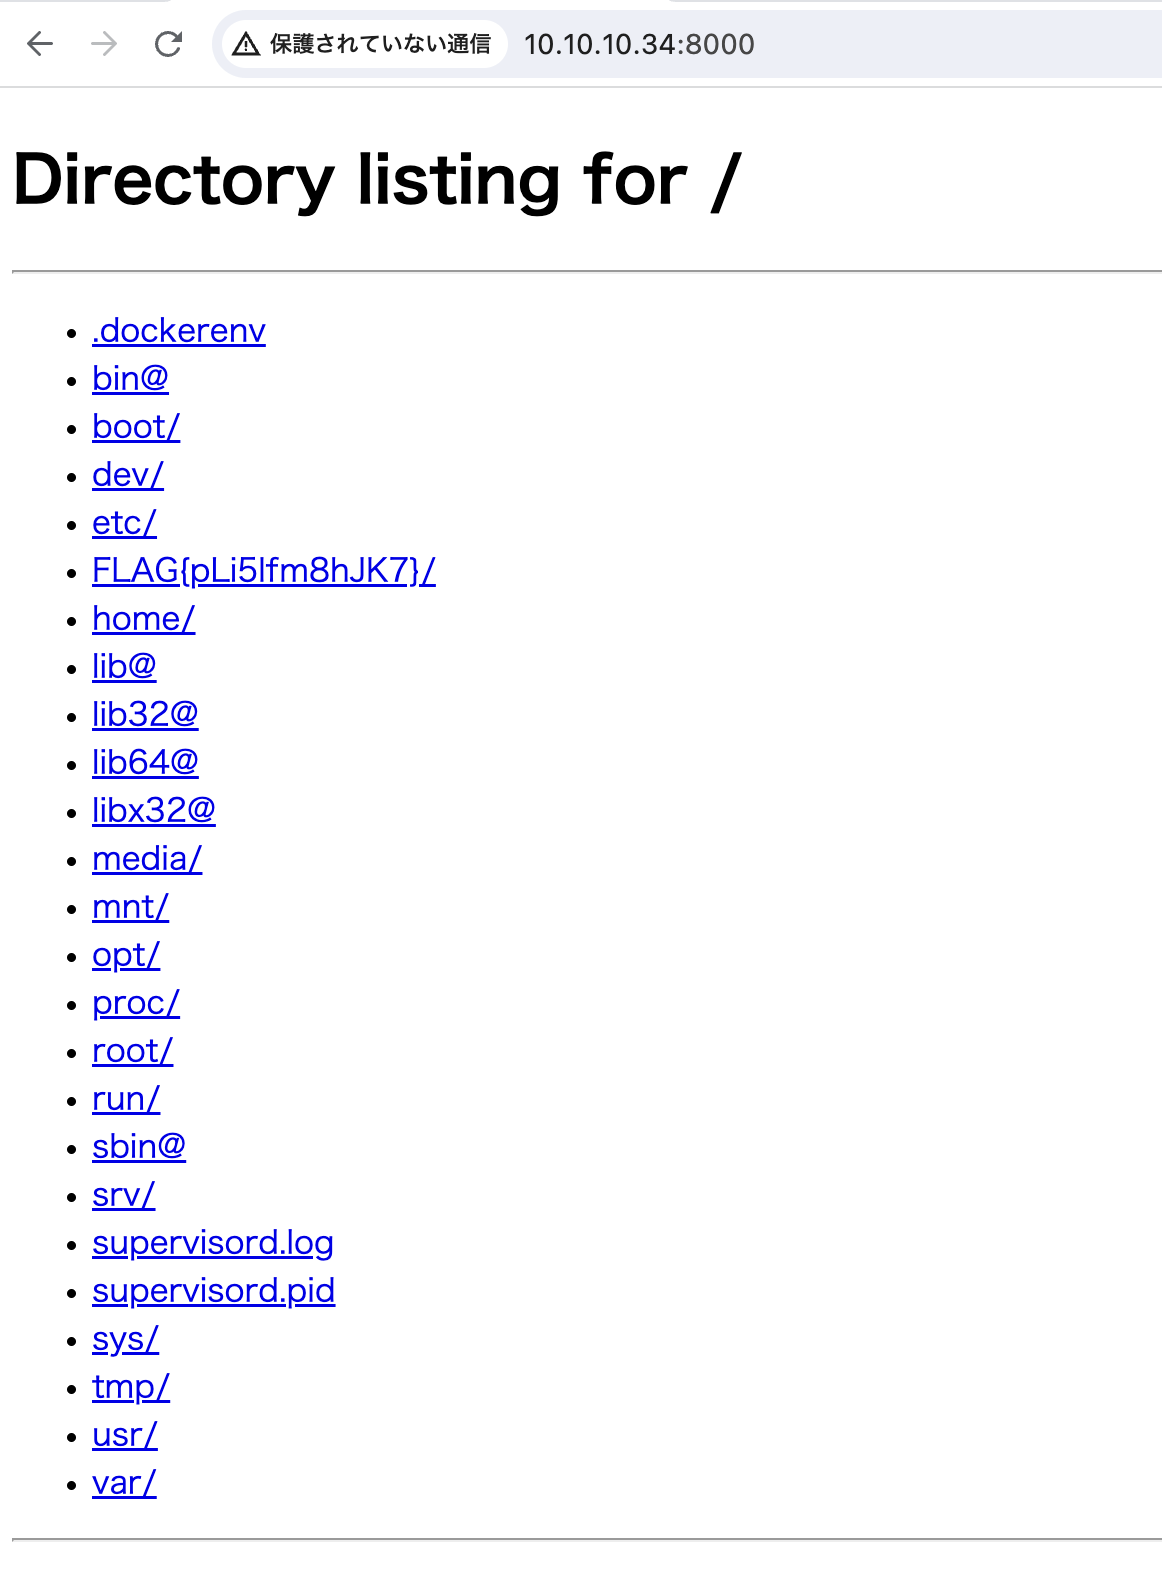 保護されていない通信 10.10.10.34:8000
Directory listing for /
.dockerenv
bin@
boot/
dev/
etc/
FLAG{pLi5lfm8hJK7}/
home/
lib@
lib32@
lib64@
libx32@
media/
mnt/
opt/
proc/
root/
run/
sbin@
srv/
supervisord.log
supervisord.pid
sys/
tmp/
usr/
var/